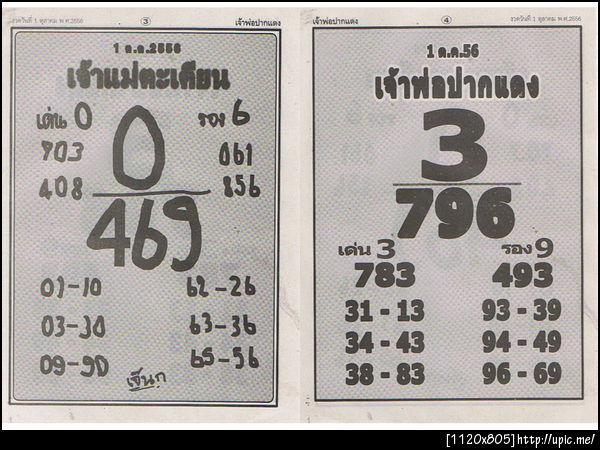 งวดวันที่ 1 ตุลาคม พ.ศ.2556 ③ เจ้าพ่อปากแดง
1 ต.ค.2556
เจ้าแม่ตะเคียน
เด่น 0 0 รอง 6
703 061
408 856
469
01-10 62-26
03-30 63-36
09-90 65-56
เจ๊นุก
เจ้าพ่อปากแดง ④ งวดวันที่ 1 ตุลาคม พ.ศ.2556
1 ต.ค.56
เจ้าพ่อปากแดง
3
796
เด่น 3 รอง 9
783 493
31 - 13 93 - 39
34 - 43 94 - 49
38 - 83 96 - 69
[1120x805]http://upic.me/